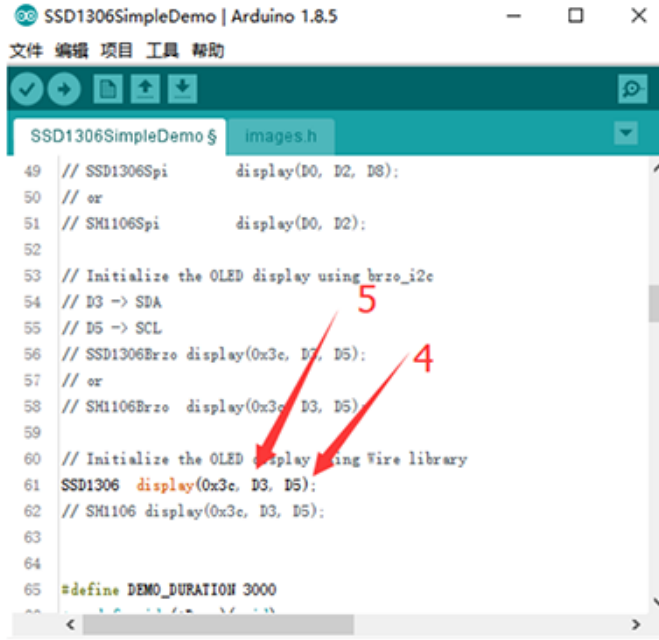 SSD1306SimpleDemo | Arduino 1.8.5
文件 编辑 项目 工具 帮助
SSD1306SimpleDemo § images.h
49 // SSD1306Spi display(D0, D2, D8);
50 // or
51 // SH1106Spi display(D0, D2);
52
53 // Initialize the OLED display using brzo_i2c
54 // D3 -> SDA
55 // D5 -> SCL
5
56 // SSD1306Brzo display(0x3c, D3, D5);
4
57 // or
58 // SH1106Brzo display(0x3c, D3, D5);
59
60 // Initialize the OLED display using Wire library
61 SSD1306 display(0x3c, D3, D5);
62 // SH1106 display(0x3c, D3, D5);
63
64
65 #define DEMO_DURATION 3000